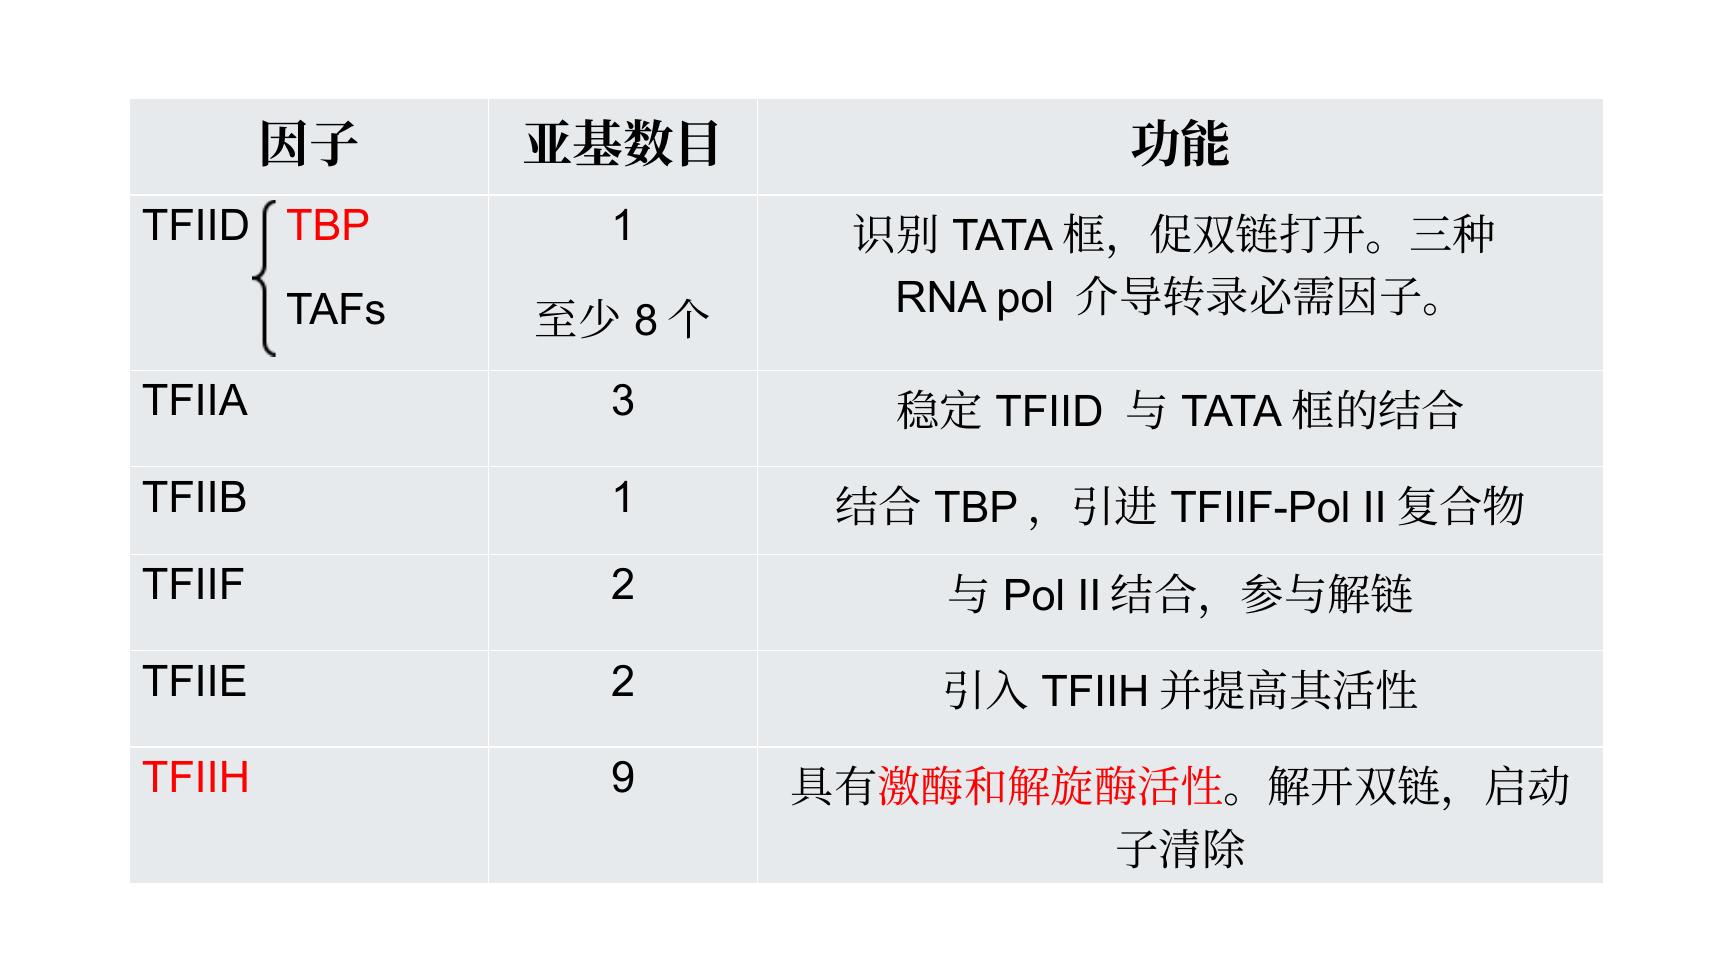 因子 亚基数目 功能
TFIID TBP 1 识别 TATA 框，促双链打开。三种
RNA pol 介导转录必需因子。
TAFs 至少 8 个
TFIIA 3 稳定 TFIID 与 TATA 框的结合
TFIIB 1 结合 TBP ，引进 TFIIF-Pol II 复合物
TFIIF 2 与 Pol II 结合，参与解链
TFIIE 2 引入 TFIIH 并提高其活性
TFIIH 9 具有激酶和解旋酶活性。解开双链，启动
子清除